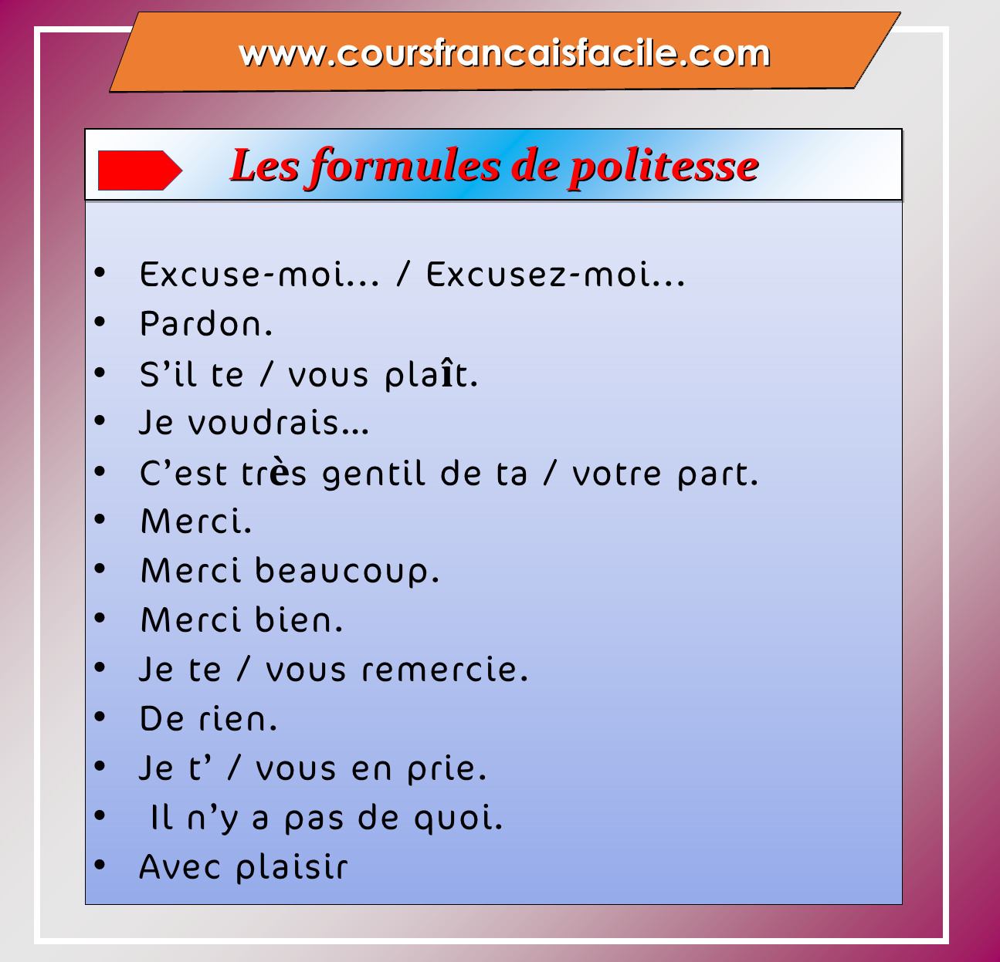 www.coursfrancaisfacile.com
Les formules de politesse
• Excuse-moi... / Excusez-moi...
• Pardon.
• S’il te / vous plaît.
• Je voudrais...
• C’est très gentil de ta / votre part.
• Merci.
• Merci beaucoup.
• Merci bien.
• Je te / vous remercie.
• De rien.
• Je t’ / vous en prie.
• Il n’y a pas de quoi.
• Avec plaisir